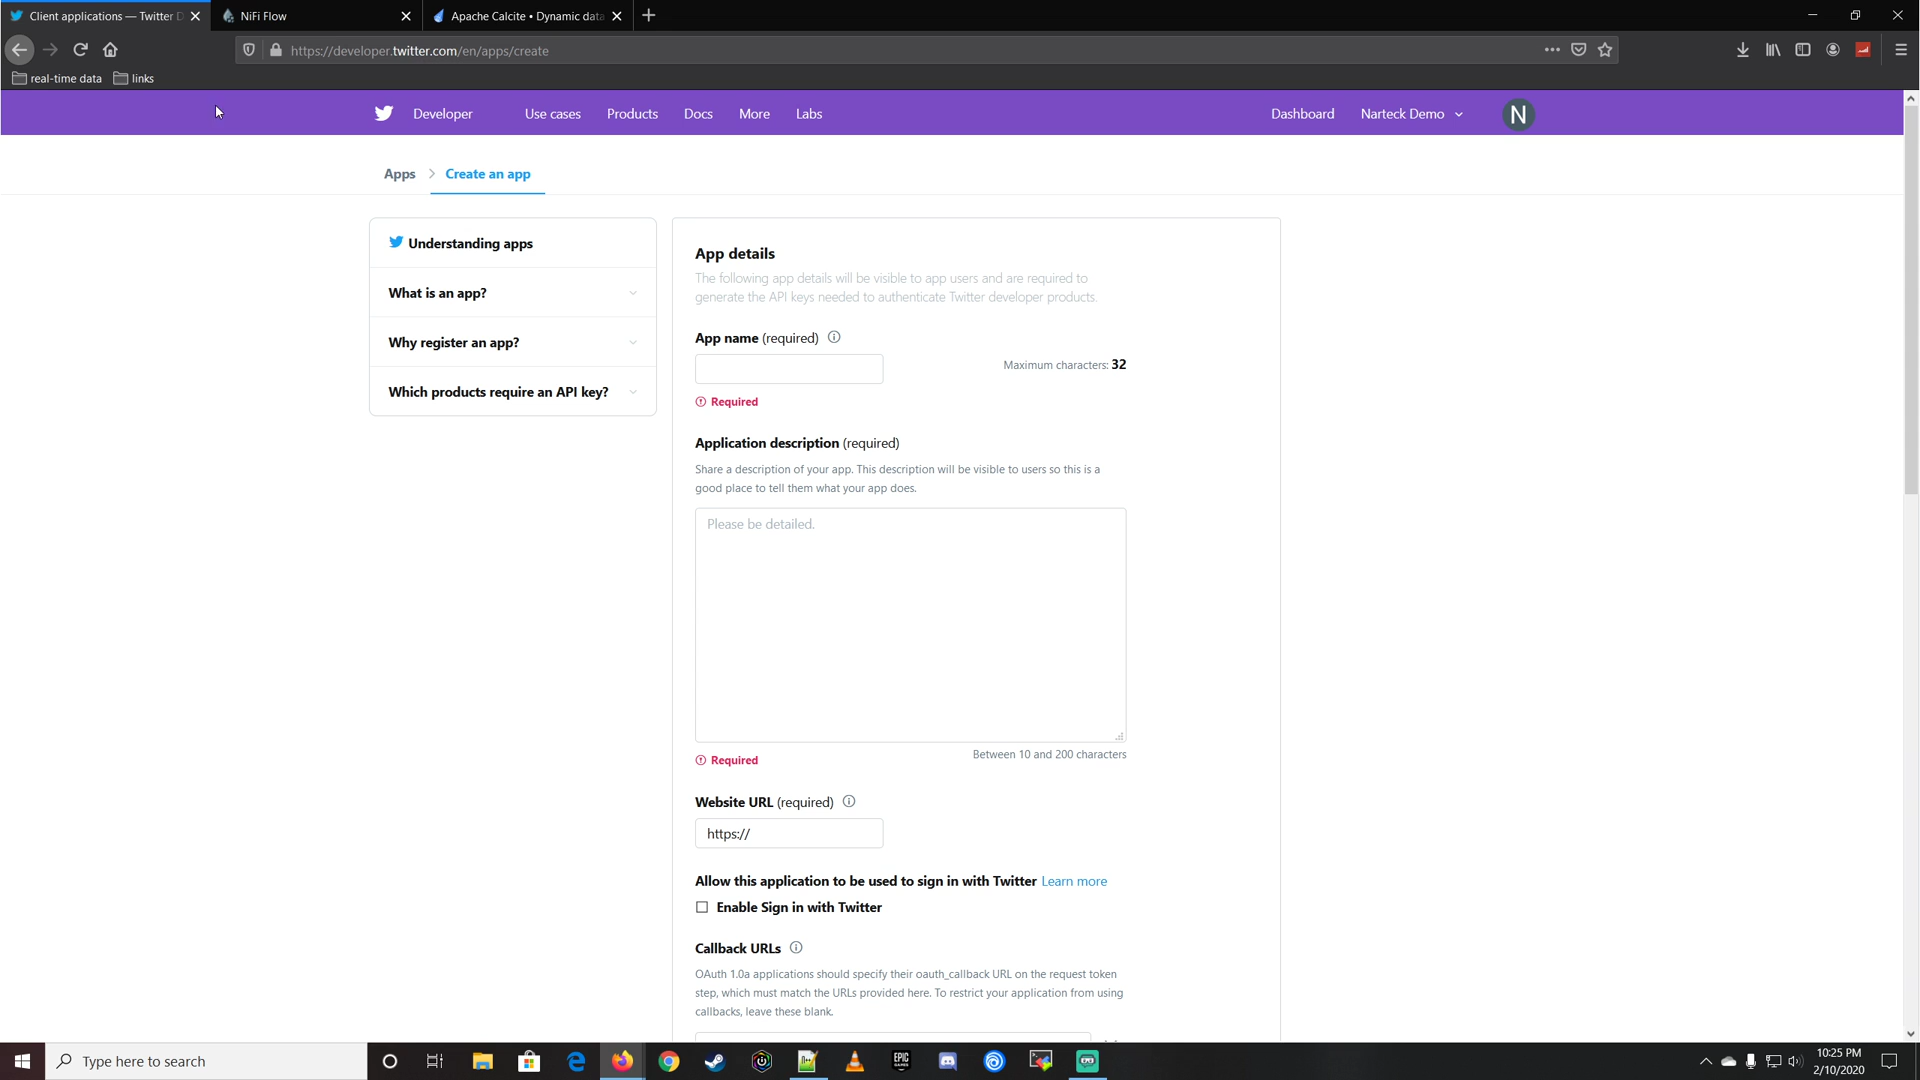 Client applications — Twitter D
NiFi Flow
Apache Calcite • Dynamic data
https://developer.twitter.com/en/apps/create
real-time data
links
Developer
Use cases
Products
Docs
More
Labs
Dashboard
Narteck Demo
N
Apps
Create an app
Understanding apps
What is an app?
Why register an app?
Which products require an API key?
App details
The following app details will be visible to app users and are required to
generate the API keys needed to authenticate Twitter developer products.
App name (required)
Maximum characters: 32
Required
Application description (required)
Share a description of your app. This description will be visible to users so this is a
good place to tell them what your app does.
Please be detailed.
Required
Between 10 and 200 characters
Website URL (required)
https://
Allow this application to be used to sign in with Twitter Learn more
Enable Sign in with Twitter
Callback URLs
OAuth 1.0a applications should specify their oauth_callback URL on the request token
step, which must match the URLs provided here. To restrict your application from using
callbacks, leave these blank.
Type here to search
EPIC
GAMES
10:25 PM
2/10/2020